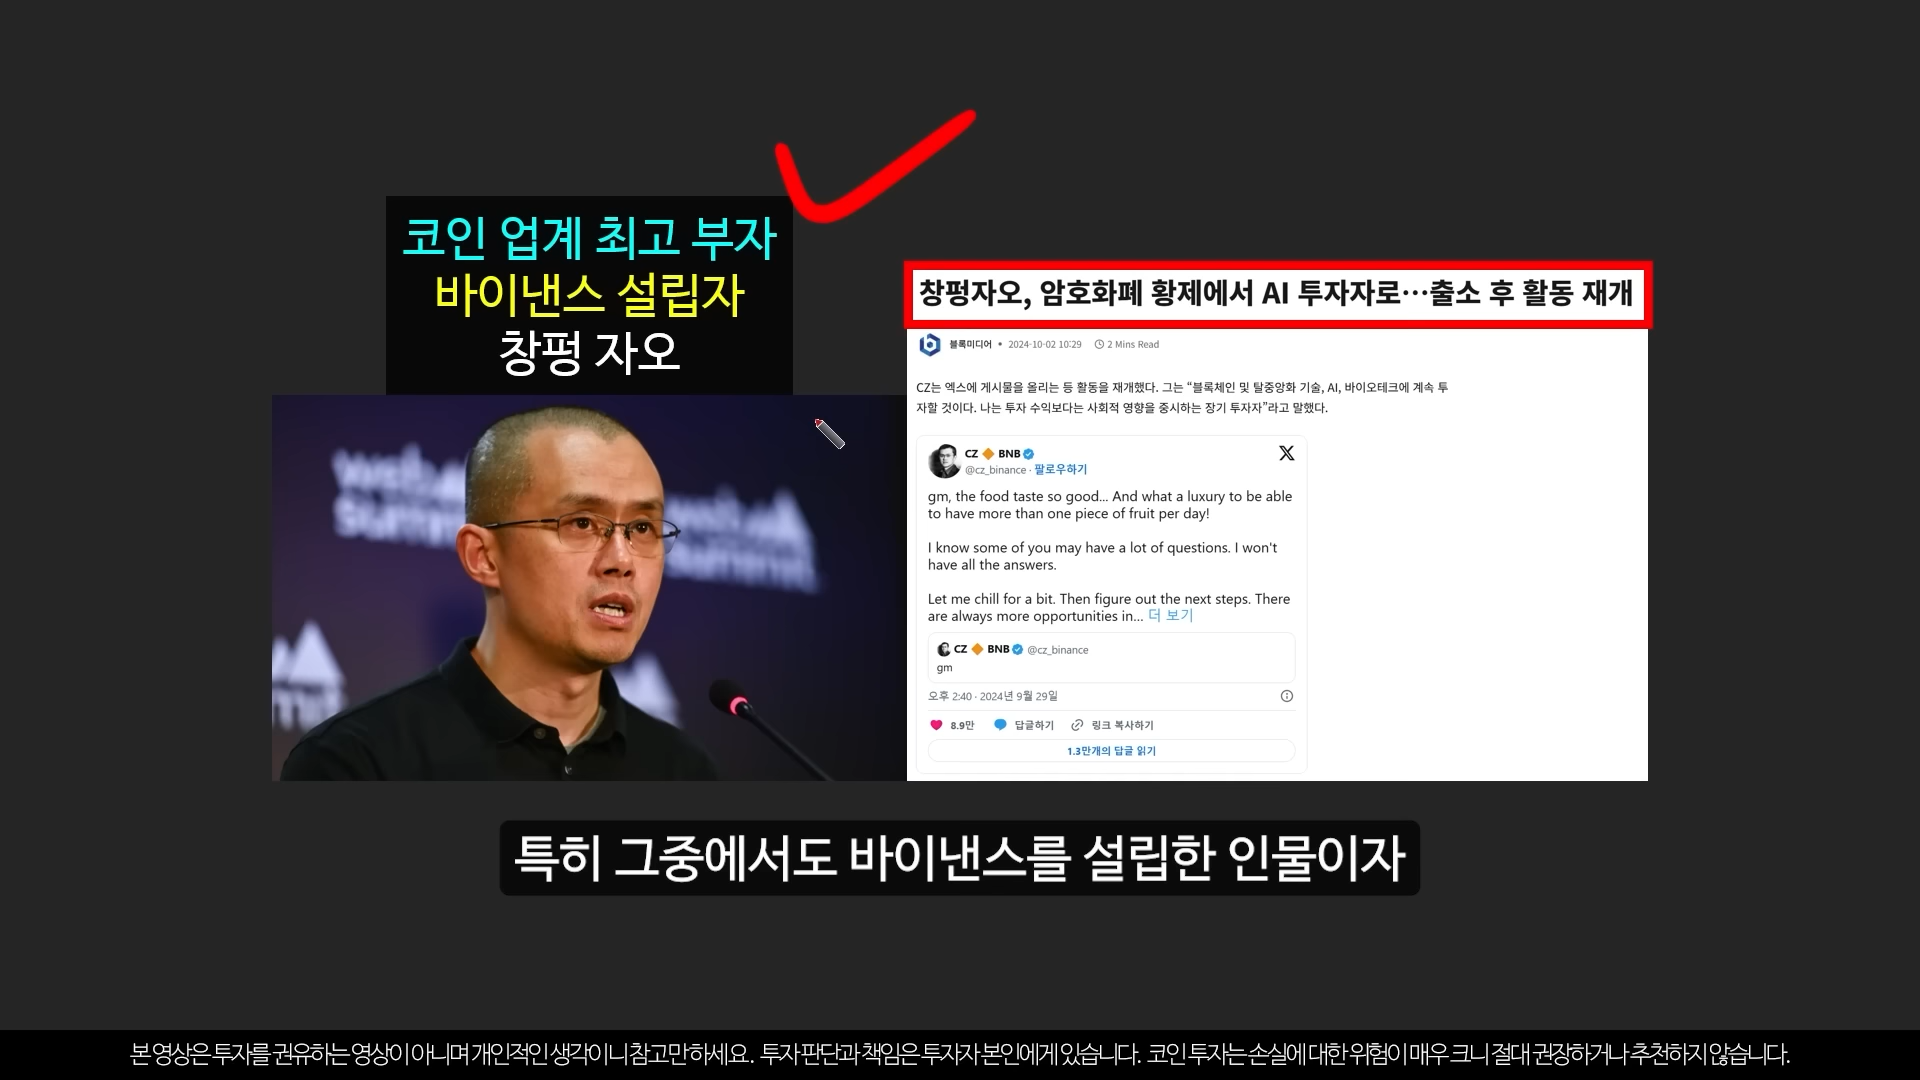 코인 업계 최고 부자
바이낸스 설립자
창펑 자오
web
Summit
web
Summit
창펑자오, 암호화폐 황제에서 AI 투자자로…출소 후 활동 재개
블록미디어 • 2024-10-02 10:29 2 Mins Read
CZ는 엑스에 게시물을 올리는 등 활동을 재개했다. 그는 “블록체인 및 탈중앙화 기술, AI, 바이오테크에 계속 투
자할 것이다. 나는 투자 수익보다는 사회적 영향을 중시하는 장기 투자자”라고 말했다.
CZ 🔶 BNB
@cz_binance · 팔로우하기
gm, the food taste so good... And what a luxury to be able
to have more than one piece of fruit per day!
I know some of you may have a lot of questions. I won't
have all the answers.
Let me chill for a bit. Then figure out the next steps. There
are always more opportunities in... 더 보기
CZ 🔶 BNB @cz_binance
gm
오후 2:40 · 2024년 9월 29일
8.9만 답글하기 링크 복사하기
1.3만개의 답글 읽기
특히 그중에서도 바이낸스를 설립한 인물이자
본 영상은 투자를 권유하는 영상이 아니며 개인적인 생각이니 참고만 하세요. 투자 판단과 책임은 투자자 본인에게 있습니다. 코인 투자는 손실에 대한 위험이 매우 크니 절대 권장하거나 추천하지 않습니다.